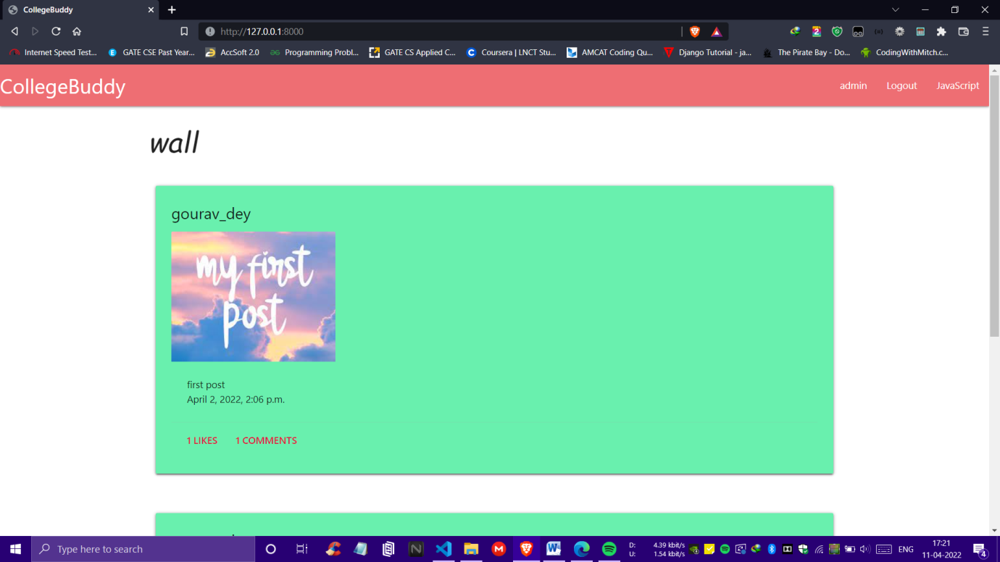 CollegeBuddy
http://127.0.0.1:8000
Internet Speed Test... GATE CSE Past Year... AccSoft 2.0 Programming Probl... GATE CS Applied C... Coursera | LNCT Stu... AMCAT Coding Qu... Django Tutorial - ja... The Pirate Bay - Do... CodingWithMitch.c...
CollegeBuddy admin Logout JavaScript
wall
gourav_dey
my first
post
first post
April 2, 2022, 2:06 p.m.
1 LIKES 1 COMMENTS
Type here to search D: 4.39 kbit/s ENG 17:21
U: 1.54 kbit/s 11-04-2022 4